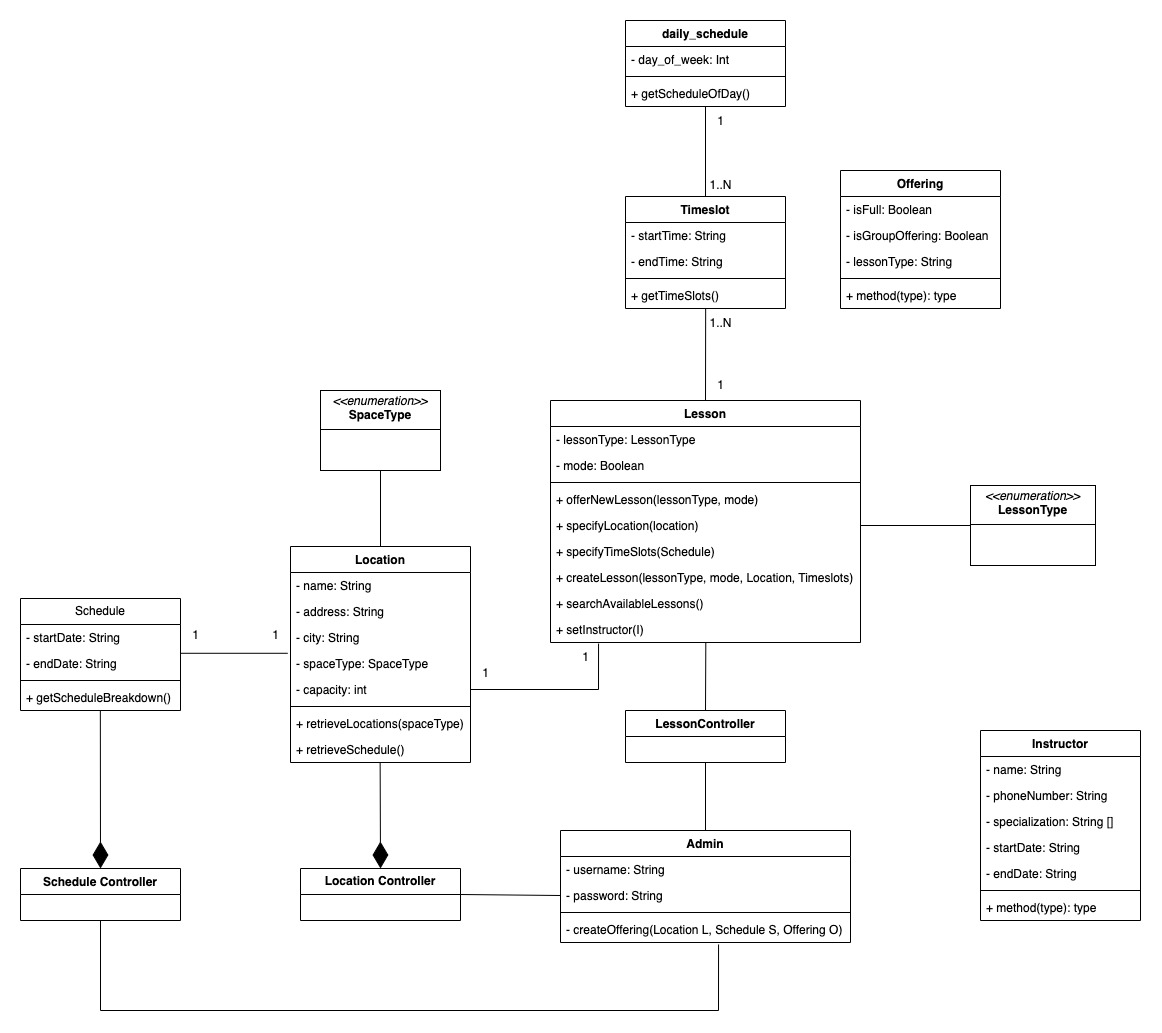 daily_schedule
- day_of_week: Int
+ getScheduleOfDay()
1
1..N
Timeslot
- startTime: String
- endTime: String
+ getTimeSlots()
1..N
1
Offering
- isFull: Boolean
- isGroupOffering: Boolean
- lessonType: String
+ method(type): type
<<enumeration>>
SpaceType
Lesson
- lessonType: LessonType
- mode: Boolean
+ offerNewLesson(lessonType, mode)
+ specifyLocation(location)
+ specifyTimeSlots(Schedule)
+ createLesson(lessonType, mode, Location, Timeslots)
+ searchAvailableLessons()
+ setInstructor(I)
<<enumeration>>
LessonType
Location
- name: String
- address: String
- city: String
- spaceType: SpaceType
- capacity: int
+ retrieveLocations(spaceType)
+ retrieveSchedule()
Schedule
- startDate: String
- endDate: String
+ getScheduleBreakdown()
1
1
1
1
LessonController
Instructor
- name: String
- phoneNumber: String
- specialization: String []
- startDate: String
- endDate: String
+ method(type): type
Schedule Controller
Location Controller
Admin
- username: String
- password: String
- createOffering(Location L, Schedule S, Offering O)